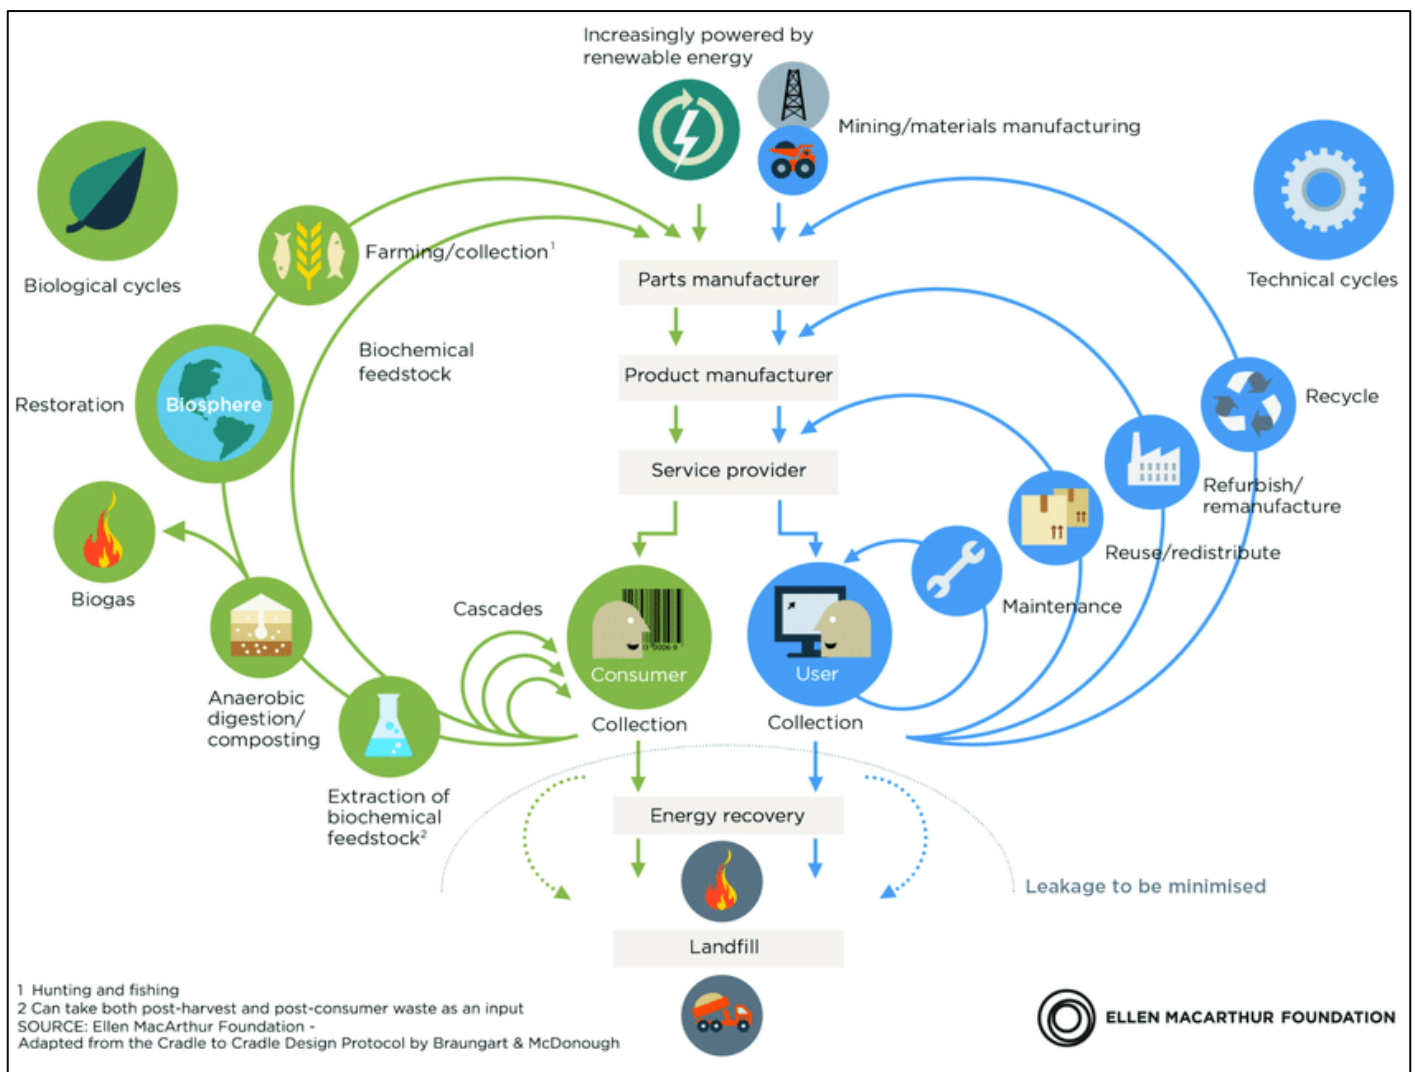 Increasingly powered by
renewable energy
Mining/materials manufacturing
Biological cycles
Technical cycles
Farming/collection¹
Parts manufacturer
Biochemical
feedstock
Product manufacturer
Restoration
Biosphere
Recycle
Service provider
Refurbish/
remanufacture
Reuse/redistribute
Biogas
Cascades
Maintenance
Consumer
User
Anaerobic
digestion/
composting
Collection
Collection
Extraction of
biochemical
feedstock²
Energy recovery
Leakage to be minimised
Landfill
1 Hunting and fishing
2 Can take both post-harvest and post-consumer waste as an input
SOURCE: Ellen MacArthur Foundation -
Adapted from the Cradle to Cradle Design Protocol by Braungart & McDonough
ELLEN MACARTHUR FOUNDATION